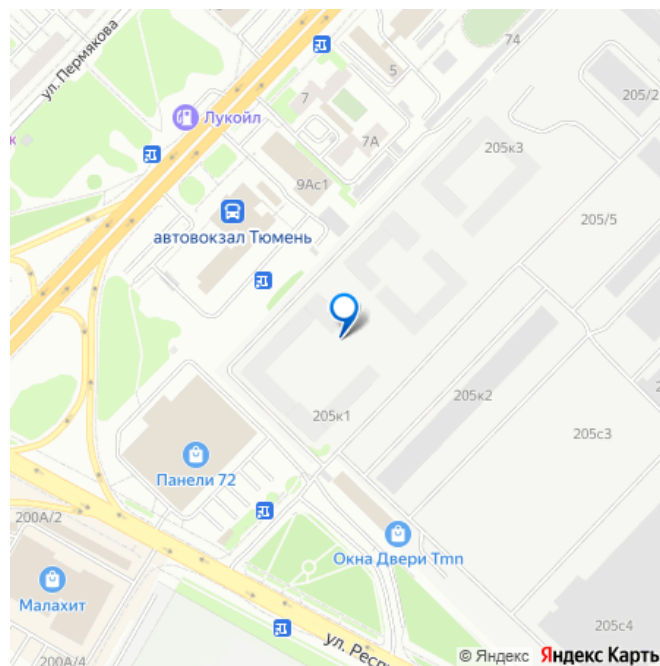 ул. Пермякова
74
5
205/2
7
Лукойл
7А
205к3
к
9Ас1
205/5
автовокзал Тюмень
205к2
205к1
205с3
Панели 72
200А/2
Окна Двери Tmn
Малахит
205с4
ул. Респ
200А/4
© Яндекс Яндекс Карты